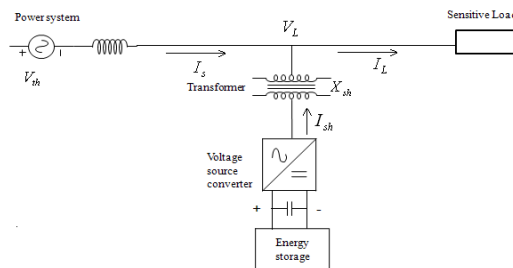 Power system
Sensitive Load
V_L
+ I
I_s
I_L
V_th
Transformer
X_sh
I_sh
Voltage
source
converter
+ -
Energy
storage